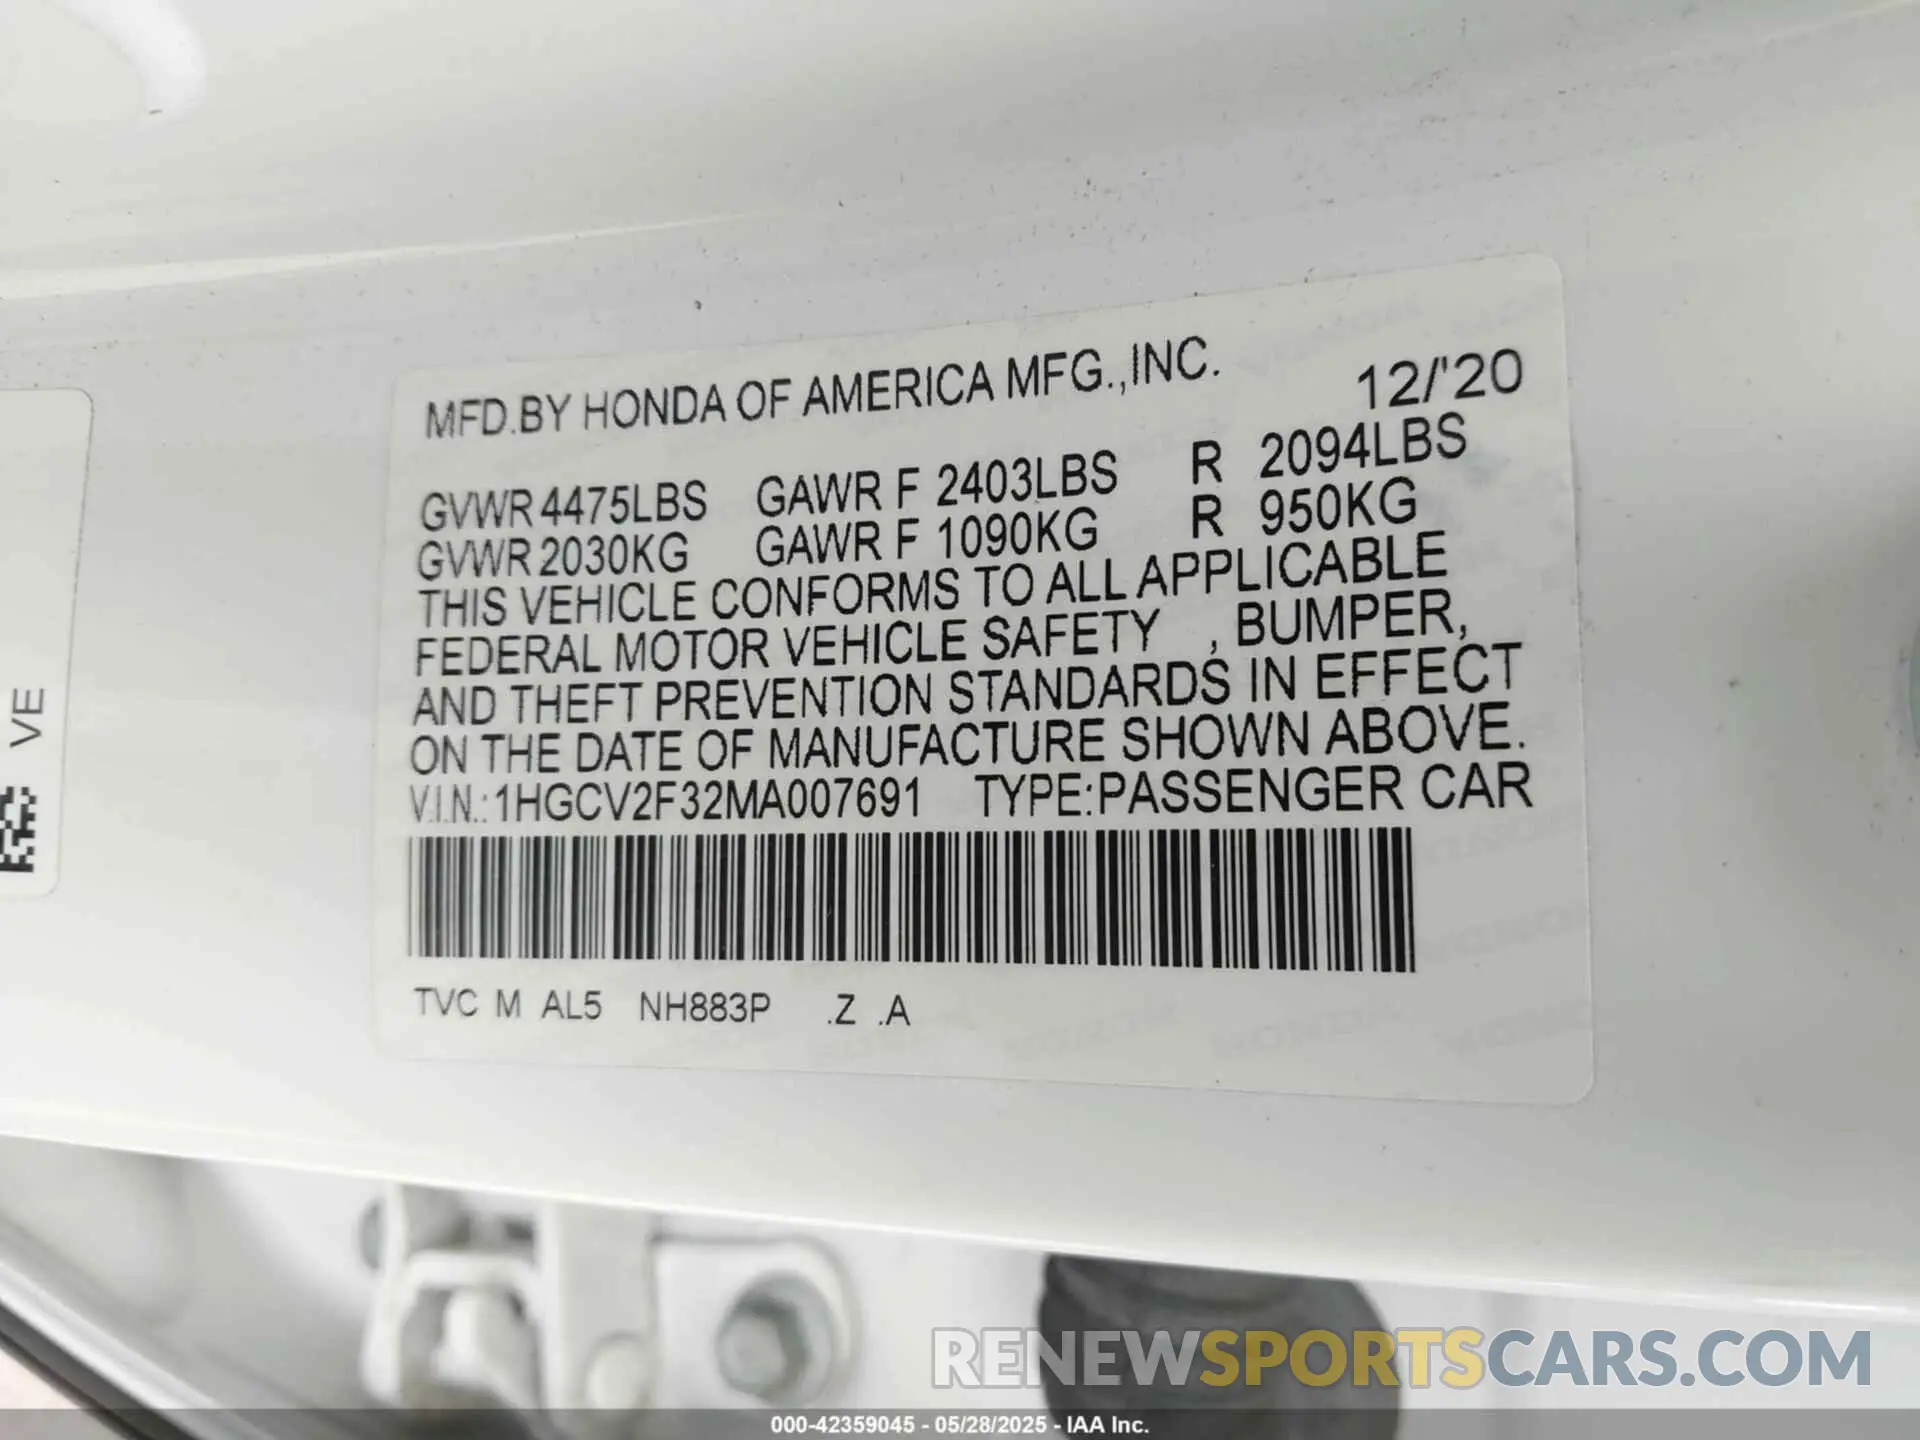 MFD.BY HONDA OF AMERICA MFG.,INC. 12/'20
GVWR 4475LBS GAWR F 2403LBS R 2094LBS
GVWR 2030KG GAWR F 1090KG R 950KG
THIS VEHICLE CONFORMS TO ALL APPLICABLE
FEDERAL MOTOR VEHICLE SAFETY , BUMPER,
AND THEFT PREVENTION STANDARDS IN EFFECT
ON THE DATE OF MANUFACTURE SHOWN ABOVE.
V.I.N.:1HGCV2F32MA007691 TYPE:PASSENGER CAR
TVC M AL5 NH883P .Z .A
VE
RENEWSPORTSCARS.COM
000-42359045 - 05/28/2025 - IAA Inc.